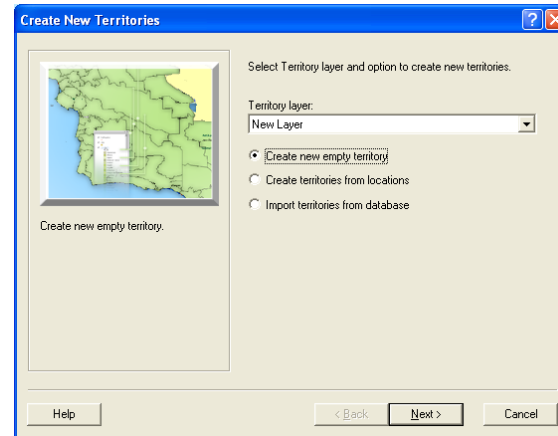 Create New Territories
Select Territory layer and option to create new territories.
Territory layer:
New Layer
Create new empty territory
Create territories from locations
Import territories from database
Create new empty territory.
Help
< Back
Next >
Cancel